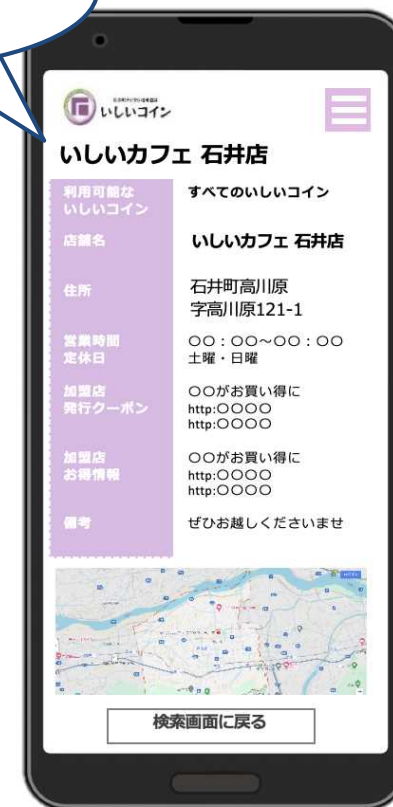 いしいコイン
いしいカフェ 石井店
利用可能な
いしいコイン
すべてのいしいコイン
店舗名
いしいカフェ 石井店
住所
石井町高川原
字高川原121-1
営業時間
定休日
〇〇：〇〇～〇〇：〇〇
土曜・日曜
加盟店
発行クーポン
〇〇がお買い得に
http:〇〇〇〇
http:〇〇〇〇
加盟店
お得情報
〇〇がお買い得に
http:〇〇〇〇
http:〇〇〇〇
備考
ぜひお越しくださいませ
検索画面に戻る